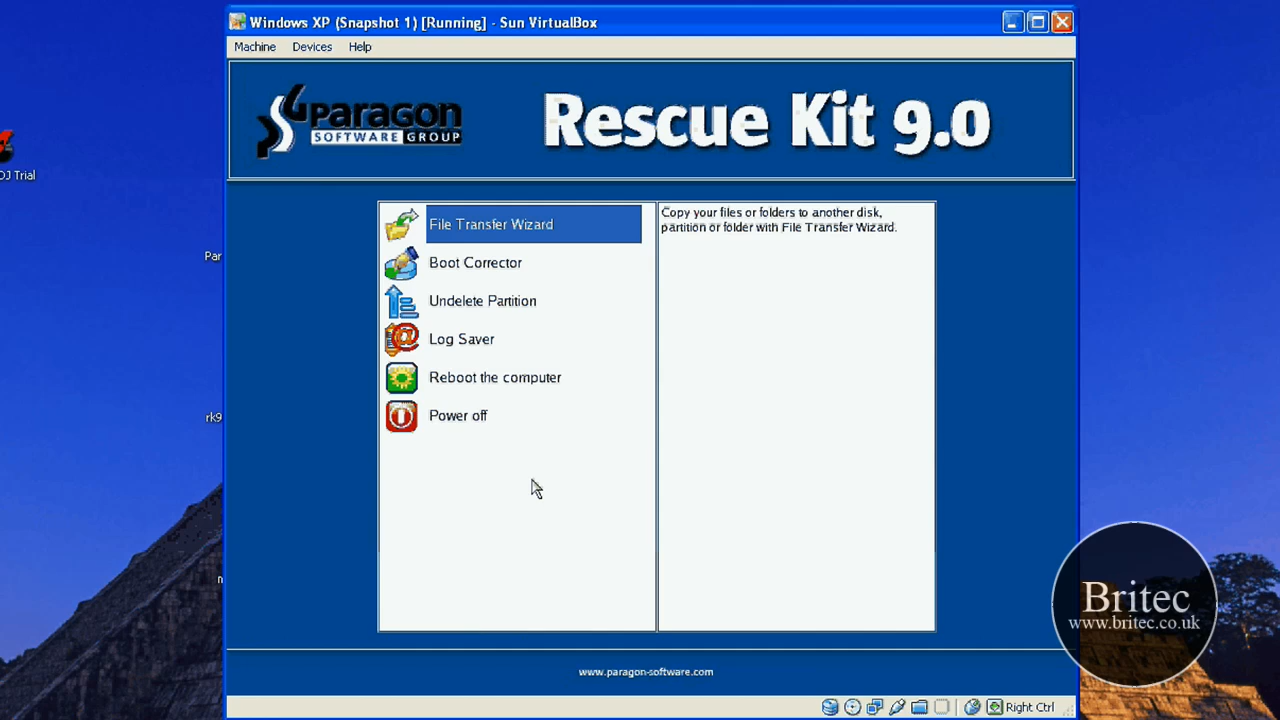 Windows XP (Snapshot 1) [Running] - Sun VirtualBox
Machine Devices Help
Paragon
SOFTWARE GROUP
Rescue Kit 9.0
DJ Trial
File Transfer Wizard
Copy your files or folders to another disk,
partition or folder with File Transfer Wizard.
Par
Boot Corrector
Undelete Partition
Log Saver
Reboot the computer
rk9
Power off
n
Britec
www.britec.co.uk
www.paragon-software.com
Right Ctrl